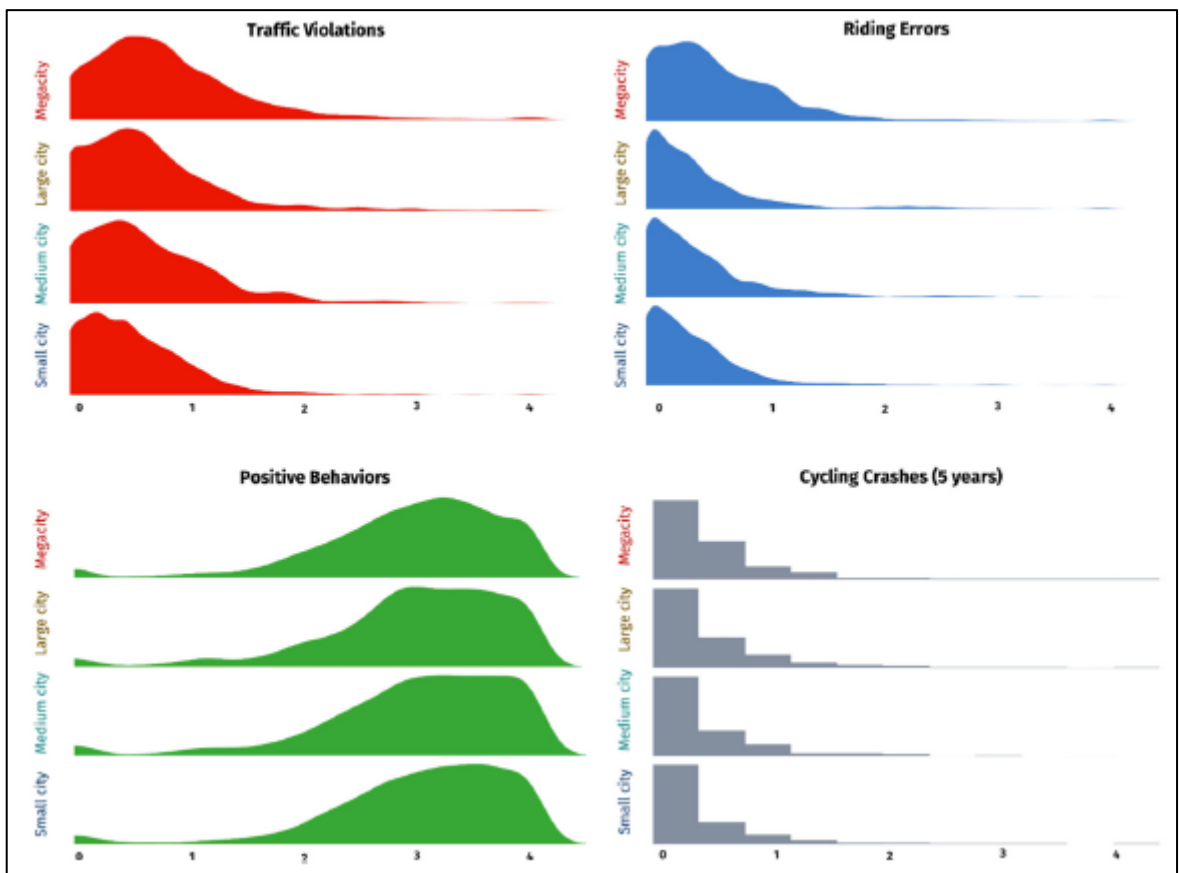 Traffic Violations
Megacity
Large city
Medium city
Small city
0 1 2 3 4
Riding Errors
Megacity
Large city
Medium city
Small city
0 1 2 3 4
Positive Behaviors
Megacity
Large city
Medium city
Small city
0 1 2 3 4
Cycling Crashes (5 years)
Megacity
Large city
Medium city
Small city
0 1 2 3 4